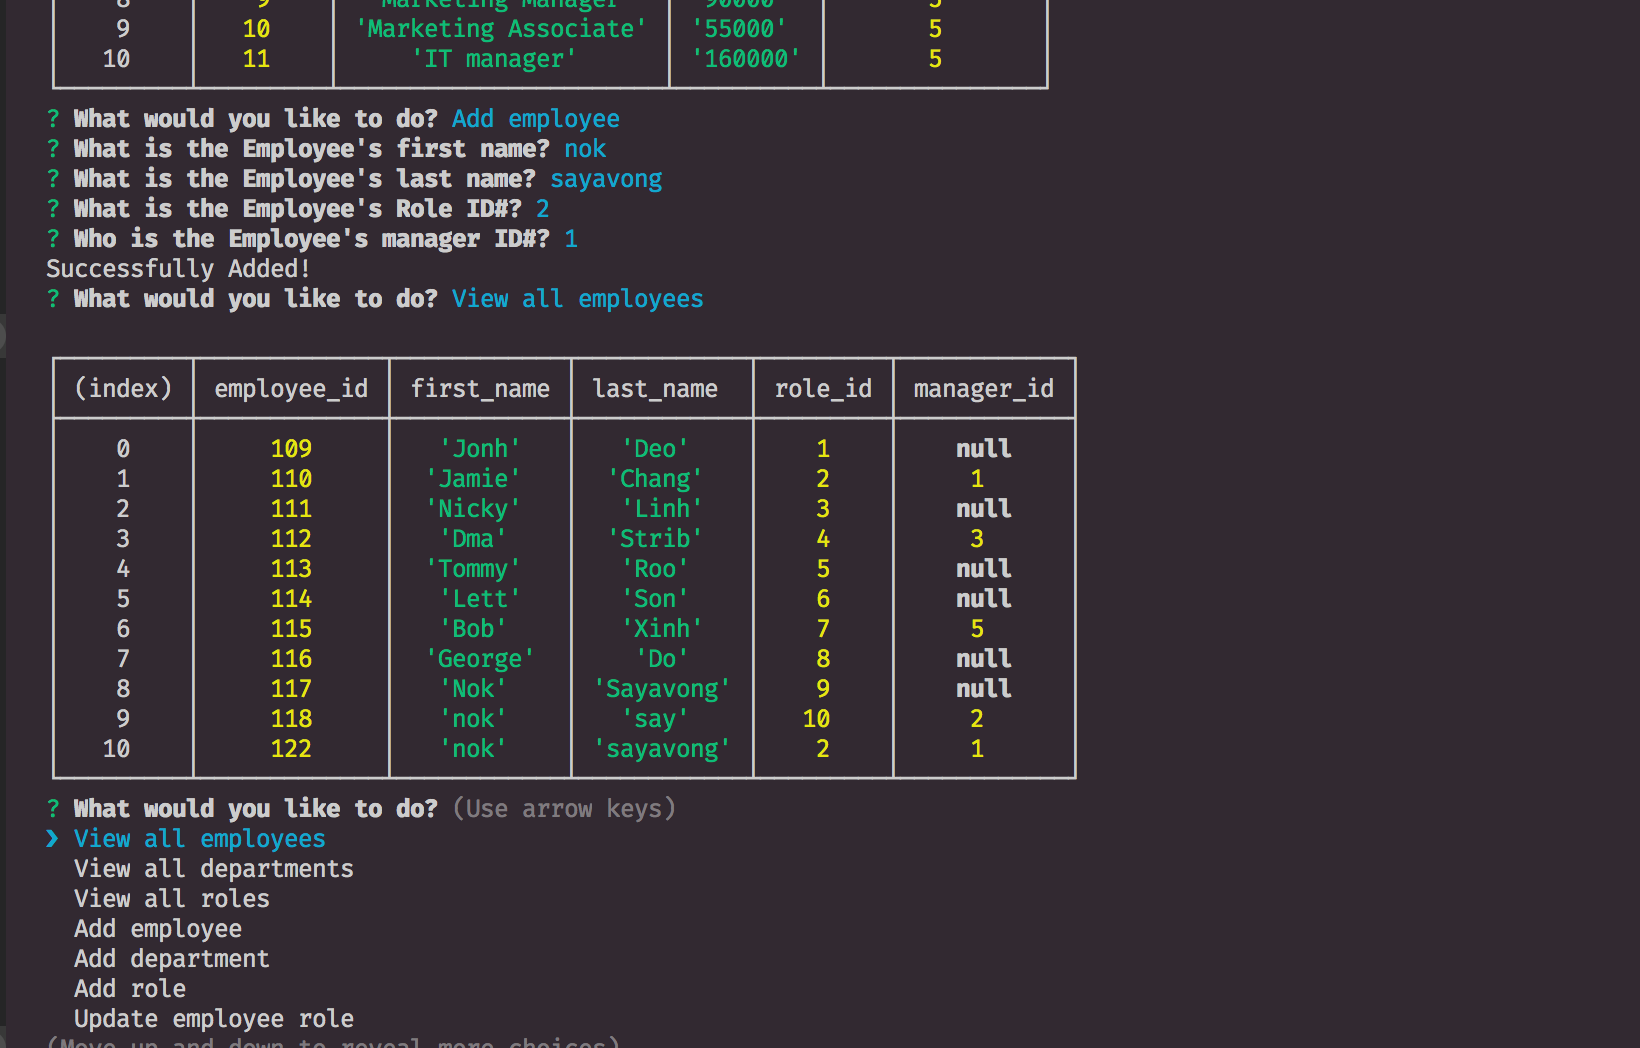 8 9 'Marketing Manager' '90000' 5
9 10 'Marketing Associate' '55000' 5
10 11 'IT manager' '160000' 5
? What would you like to do? Add employee
? What is the Employee's first name? nok
? What is the Employee's last name? sayavong
? What is the Employee's Role ID#? 2
? Who is the Employee's manager ID#? 1
Successfully Added!
? What would you like to do? View all employees
(index) employee_id first_name last_name role_id manager_id
0 109 'Jonh' 'Deo' 1 null
1 110 'Jamie' 'Chang' 2 1
2 111 'Nicky' 'Linh' 3 null
3 112 'Dma' 'Strib' 4 3
4 113 'Tommy' 'Roo' 5 null
5 114 'Lett' 'Son' 6 null
6 115 'Bob' 'Xinh' 7 5
7 116 'George' 'Do' 8 null
8 117 'Nok' 'Sayavong' 9 null
9 118 'nok' 'say' 10 2
10 122 'nok' 'sayavong' 2 1
? What would you like to do? (Use arrow keys)
❯ View all employees
View all departments
View all roles
Add employee
Add department
Add role
Update employee role
(Move up and down to reveal more choices)